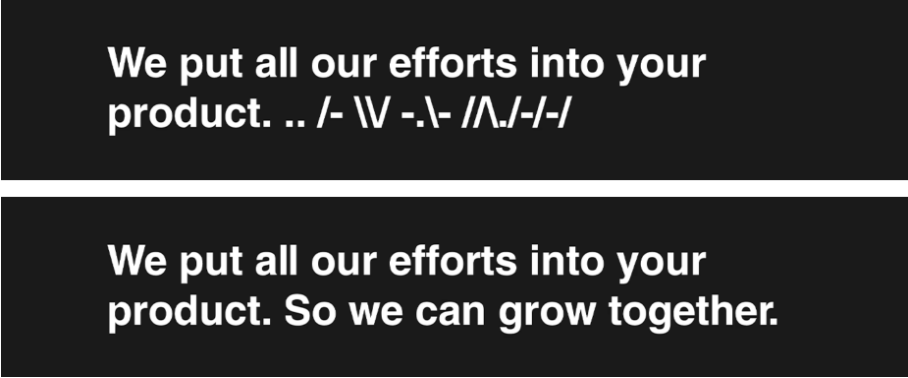 We put all our efforts into your
product. .. /- \\/ -.\- //\./-/-/
We put all our efforts into your
product. So we can grow together.